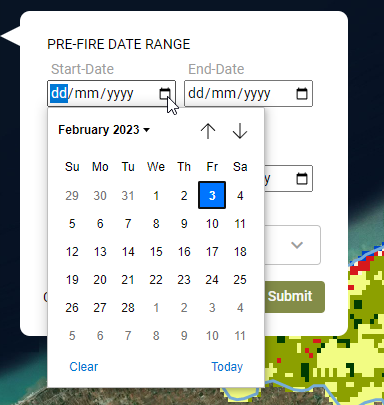 PRE-FIRE DATE RANGE
Start-Date End-Date
dd/mm/yyyy dd/mm/yyyy
February 2023
Su Mo Tu We Th Fr Sa
29 30 31 1 2 3 4
5 6 7 8 9 10 11
12 13 14 15 16 17 18
19 20 21 22 23 24 25
26 27 28 1 2 3 4
5 6 7 8 9 10 11
Clear Today
Submit